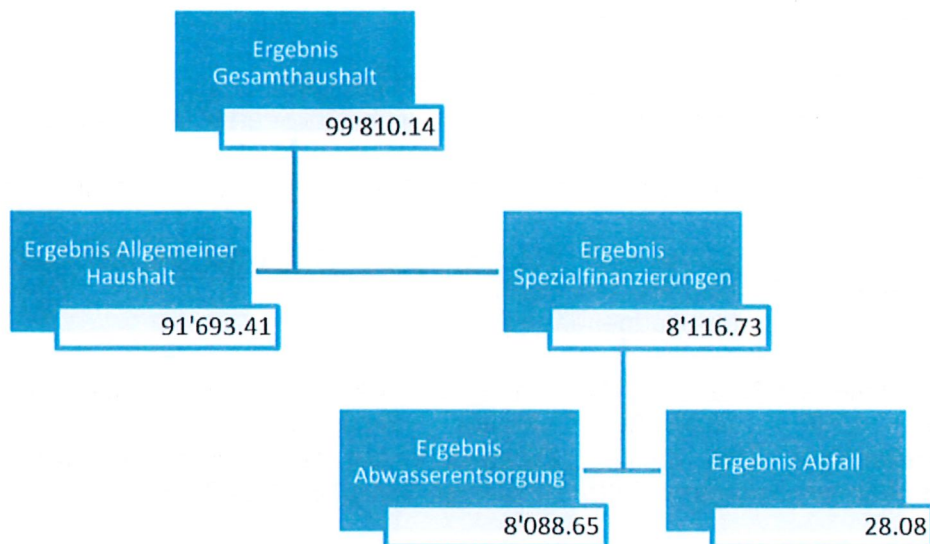 Ergebnis
Gesamthaushalt
99'810.14
Ergebnis Allgemeiner
Haushalt
91'693.41
Ergebnis
Spezialfinanzierungen
8'116.73
Ergebnis
Abwasserentsorgung
8'088.65
Ergebnis Abfall
28.08